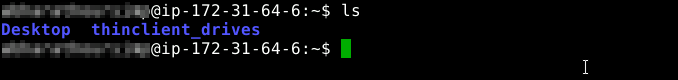 @ip-172-31-64-6:~$ ls
Desktop  thinclient_drives
@ip-172-31-64-6:~$